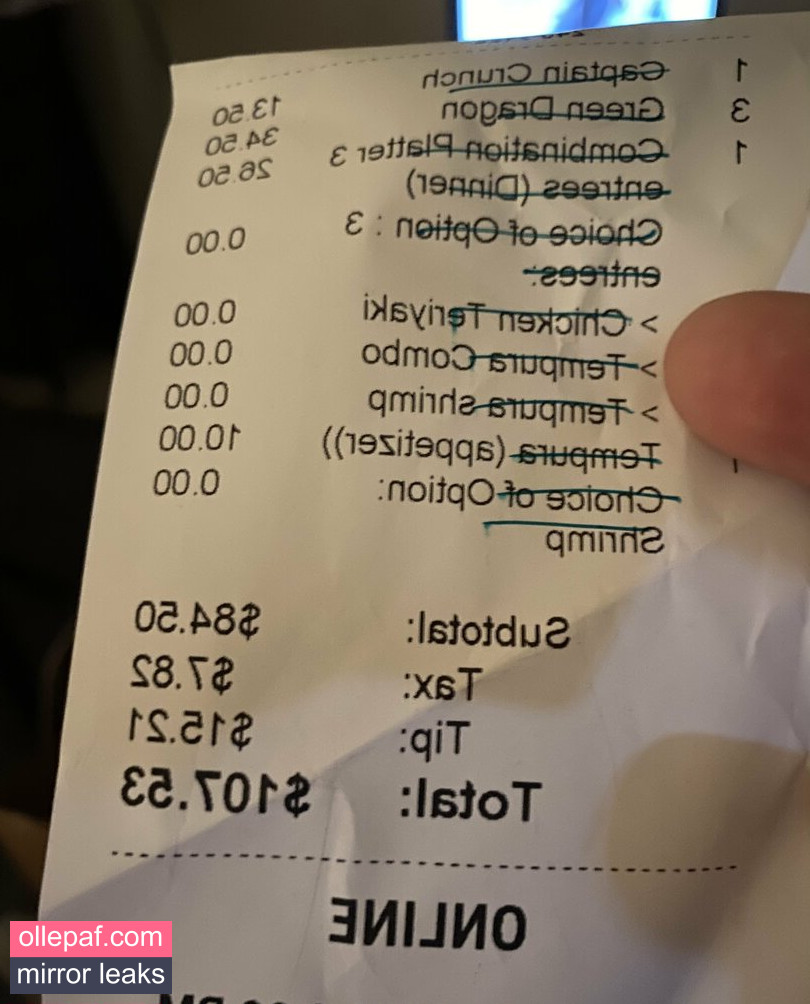 1 Captain Crunch 13.50
3 Green Dragon 34.50
1 Combination Platter 3 26.50
entrees (Dinner)
Choice of Option : 3 0.00
entrees:
> Chicken Teriyaki 0.00
> Tempura Combo 0.00
> Tempura shrimp 0.00
Tempura (appetizer)) 10.00
Choice of Option: 0.00
Shrimp
Subtotal: $84.50
Tax: $7.82
Tip: $15.21
Total: $107.53
ONLINE
ollepaf.com
mirror leaks